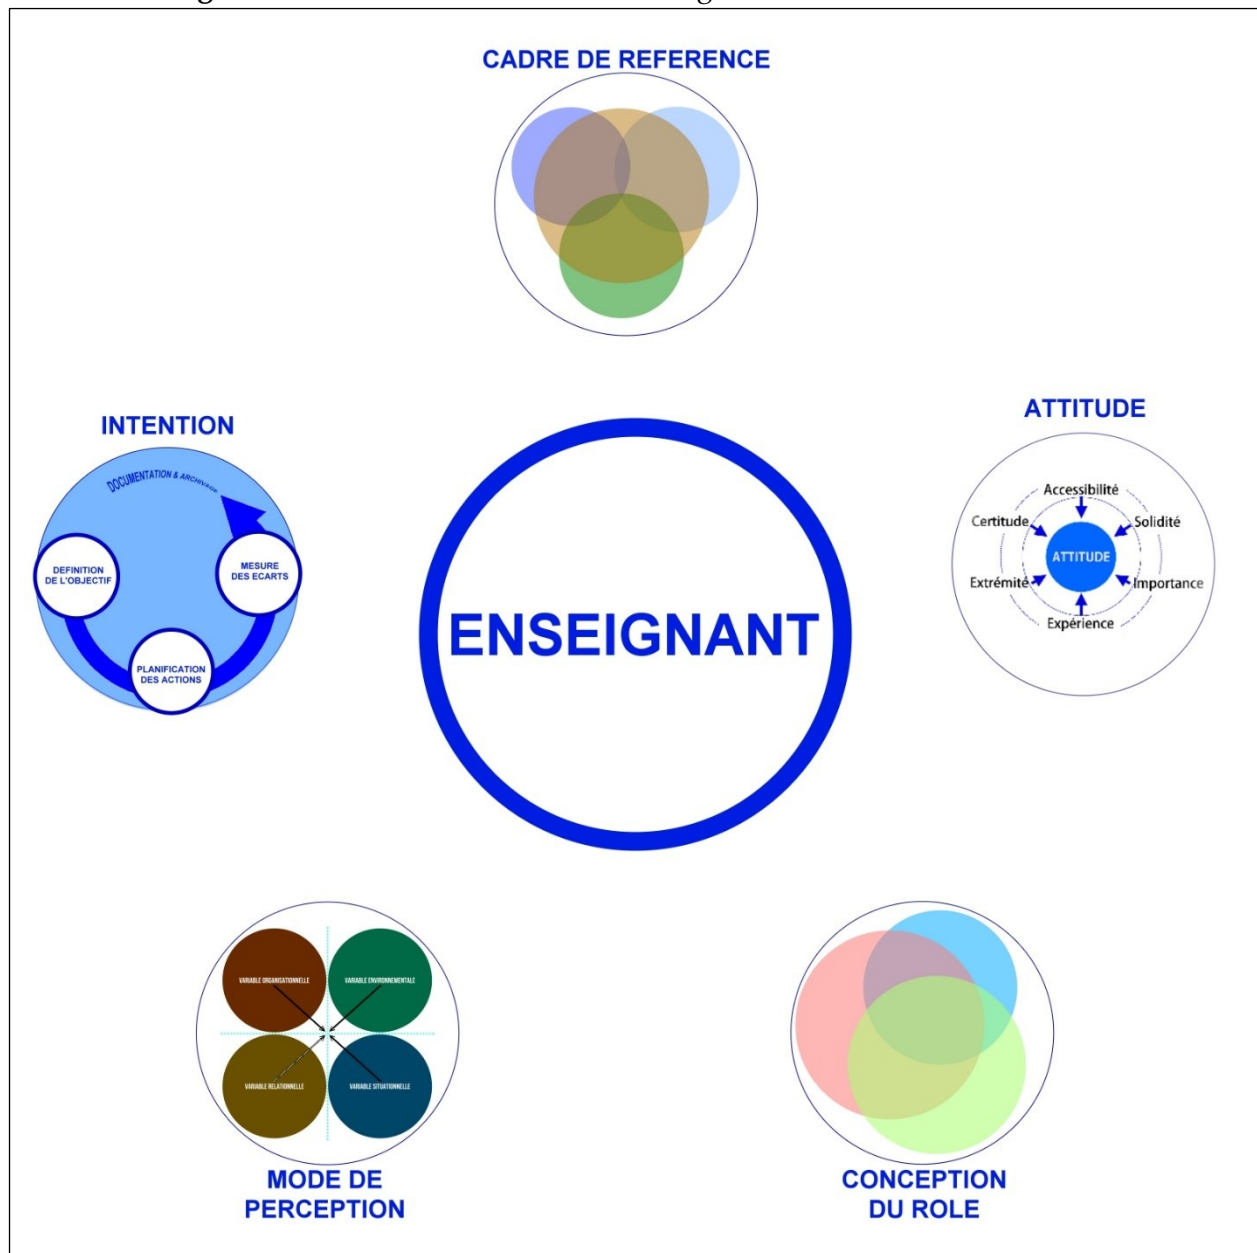 CADRE DE REFERENCE
INTENTION
DOCUMENTATION & ARCHIVAGE
DEFINITION
DE L'OBJECTIF
MESURE
DES ECARTS
PLANIFICATION
DES ACTIONS
ATTITUDE
Accessibilité
Certitude
Solidité
ATTITUDE
Extrémité
Importance
Expérience
ENSEIGNANT
VARIABLE ORGANISATIONNELLE
VARIABLE ENVIRONNEMENTALE
VARIABLE RELATIONNELLE
VARIABLE SITUATIONNELLE
MODE DE
PERCEPTION
CONCEPTION
DU ROLE